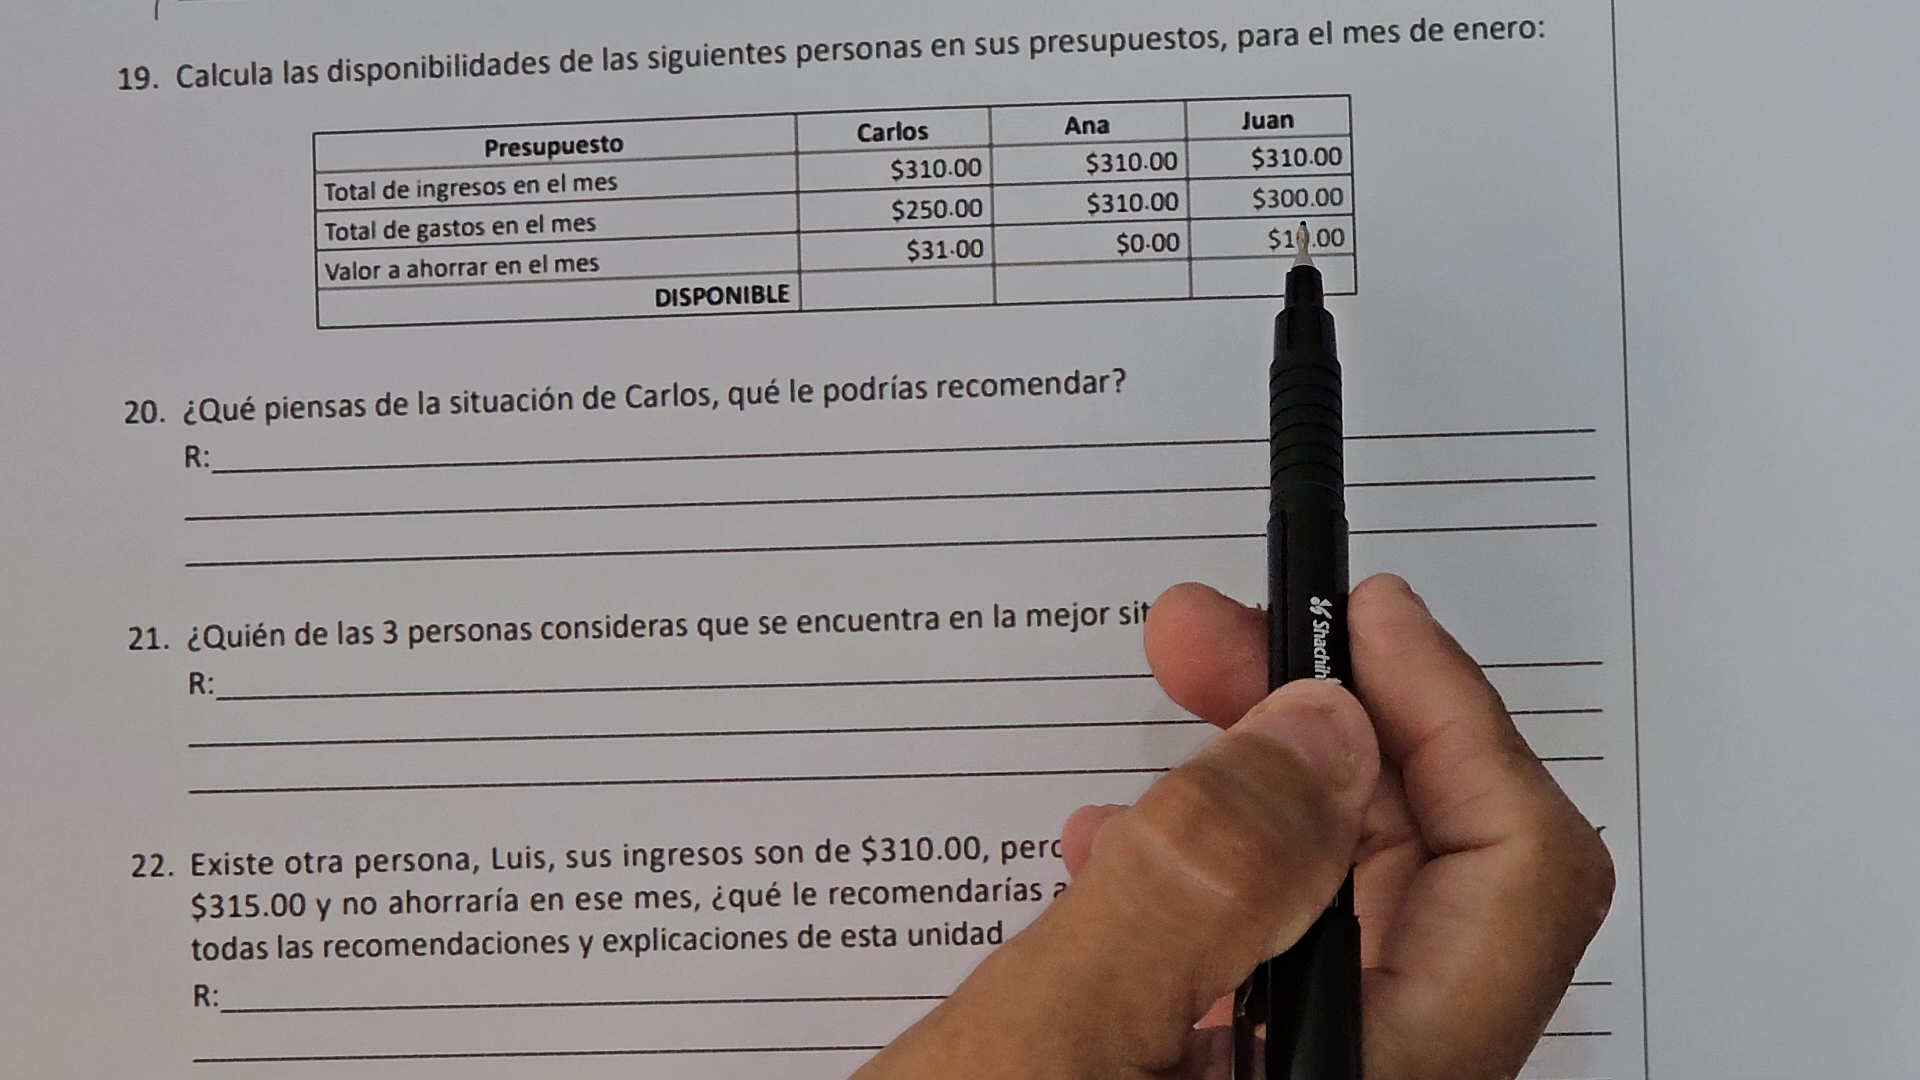 19. Calcula las disponibilidades de las siguientes personas en sus presupuestos, para el mes de enero:
Presupuesto Carlos Ana Juan
Total de ingresos en el mes $310.00 $310.00 $310.00
Total de gastos en el mes $250.00 $310.00 $300.00
Valor a ahorrar en el mes $31.00 $0.00
DISPONIBLE
20. ¿Qué piensas de la situación de Carlos, qué le podrías recomendar?
R:
21. ¿Quién de las 3 personas consideras que se encuentra en la mejor
R:
22. Existe otra persona, Luis, sus ingresos son de $310.00,
$315.00 y no ahorraría en ese mes, ¿qué le recomendarías
todas las recomendaciones y explicaciones de esta unidad
R: